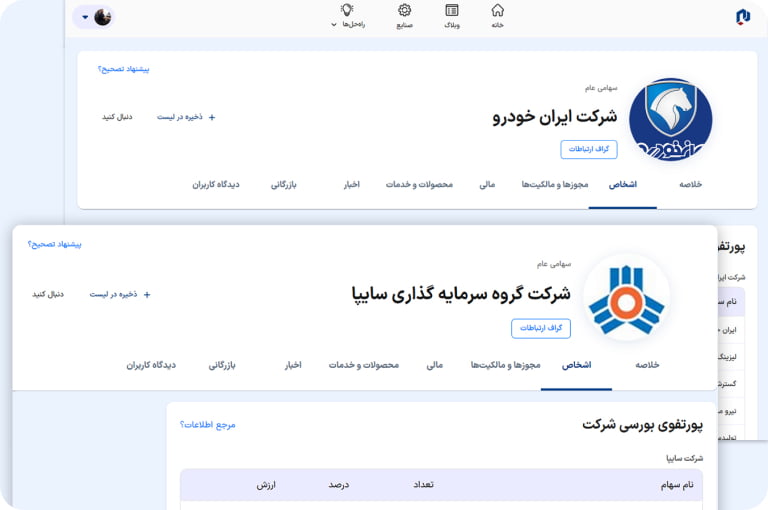 خانه
وبلاگ
صنایع
راه‌حل‌ها
پیشنهاد تصحیح؟
سهامی عام
شرکت ایران خودرو
+ ذخیره در لیست
دنبال کنید
گراف ارتباطات
خلاصه
اشخاص
مجوزها و مالکیت‌ها
مالی
محصولات و خدمات
اخبار
بازرگانی
دیدگاه کاربران
شرکت ایرا
نام س
ایران
لیزینگ
گسترش
نیرو
پیشنهاد تصحیح؟
سهامی عام
شرکت گروه سرمایه گذاری سایپا
+ ذخیره در لیست
دنبال کنید
گراف ارتباطات
خلاصه
اشخاص
مجوزها و مالکیت‌ها
مالی
محصولات و خدمات
اخبار
بازرگانی
دیدگاه کاربران
پورتفوی بورسی شرکت
مرجع اطلاعات؟
شرکت سایپا
نام سهام
تعداد
درصد
ارزش